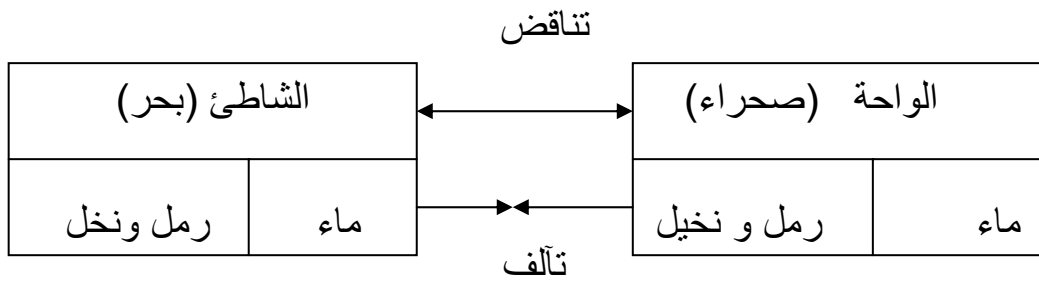 تناقض
الواحة (صحراء) الشاطئ (بحر)
ماء رمل و نخيل ماء رمل ونخل
تآلف